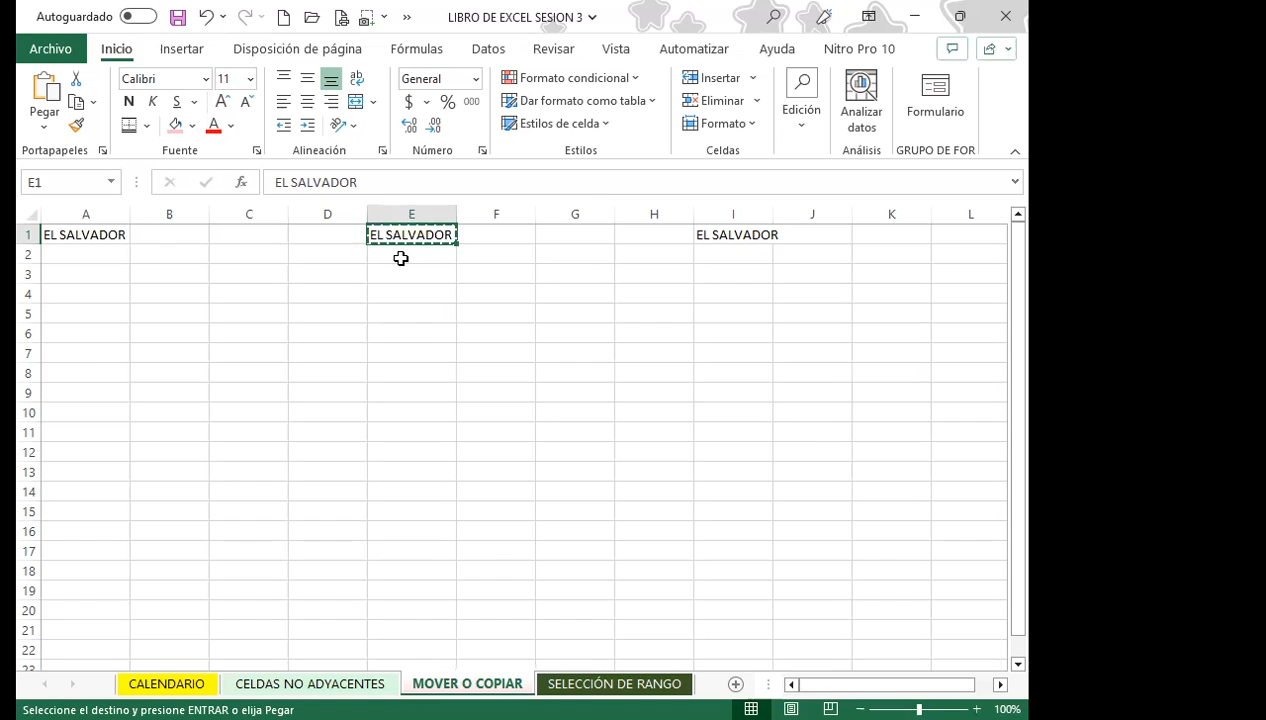 Autoguardado
LIBRO DE EXCEL SESION 3
Archivo Inicio Insertar Disposición de página Fórmulas Datos Revisar Vista Automatizar Ayuda Nitro Pro 10
Pegar
Portapapeles
Calibri 11
N K S A A
A
Fuente
ab
Alineación
General
$ % 000
Número
Formato condicional
Dar formato como tabla
Estilos de celda
Estilos
Insertar
Eliminar
Formato
Celdas
Edición
Analizar
datos
Análisis
Formulario
GRUPO DE FOR
E1 fx EL SALVADOR
A B C D E F G H I J K L
1 EL SALVADOR EL SALVADOR EL SALVADOR
2
3
4
5
6
7
8
9
10
11
12
13
14
15
16
17
18
19
20
21
22
23
CALENDARIO CELDAS NO ADYACENTES MOVER O COPIAR SELECCIÓN DE RANGO
Seleccione el destino y presione ENTRAR o elija Pegar 100%